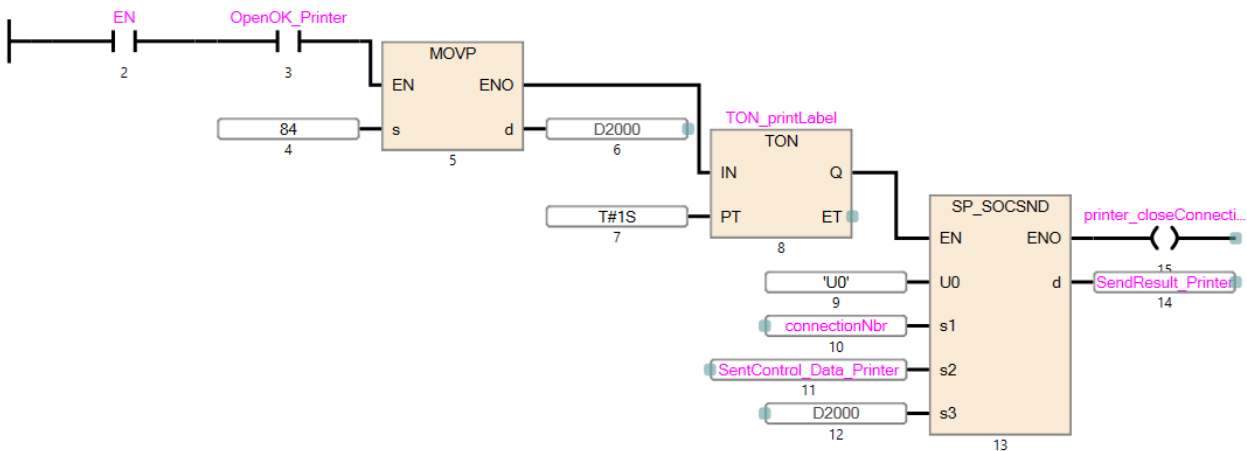 EN
OpenOK_Printer
2
3
MOVP
EN
ENO
84
s
d
D2000
4
5
6
TON_printLabel
TON
IN
Q
T#1S
PT
ET
7
8
SP_SOCSND
printer_closeConnecti...
EN
ENO
15
'U0'
U0
d
SendResult_Printer
9
14
connectionNbr
s1
10
SentControl_Data_Printer
s2
11
D2000
s3
12
13